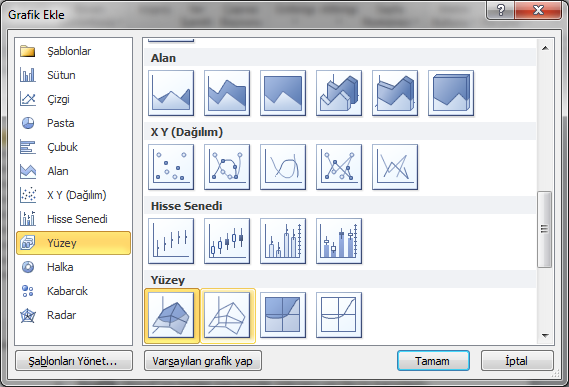 Grafik Ekle
Şablonlar
Sütun
Çizgi
Pasta
Çubuk
Alan
X Y (Dağılım)
Hisse Senedi
Yüzey
Halka
Kabarcık
Radar
Alan
X Y (Dağılım)
Hisse Senedi
Yüzey
Şablonları Yönet...
Varsayılan grafik yap
Tamam
İptal